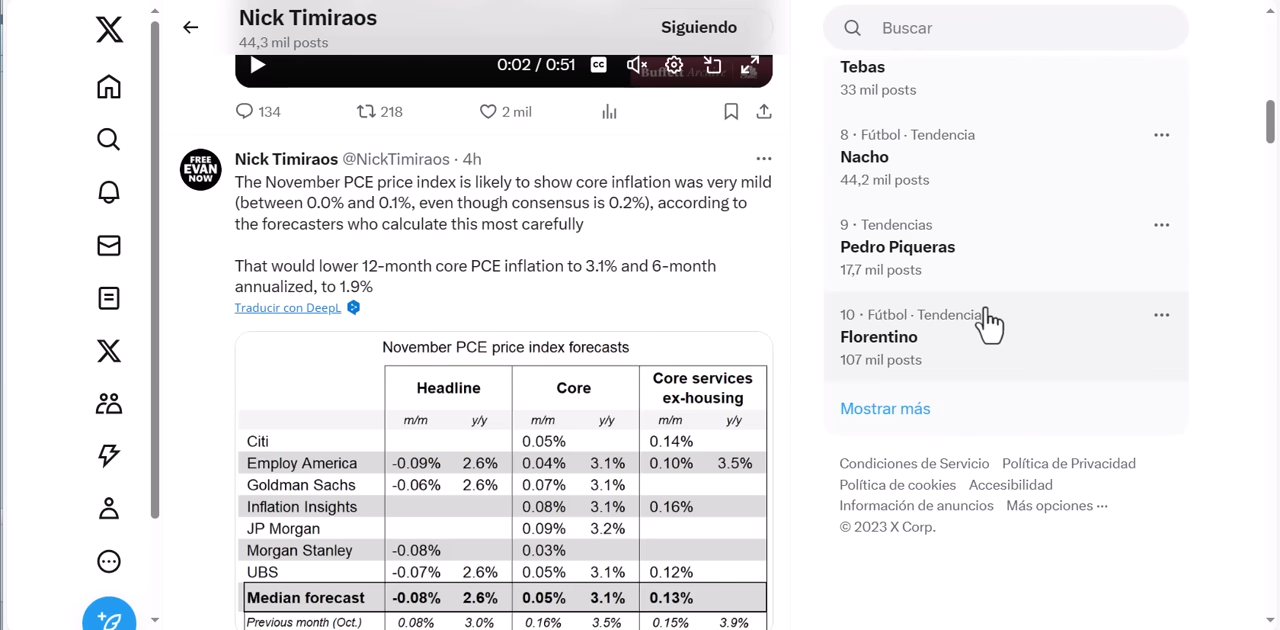 Nick Timiraos
44,3 mil posts
Siguiendo
0:02 / 0:51
CC
134
218
2 mil
FREE
EVAN
NOW
Nick Timiraos @NickTimiraos · 4h
The November PCE price index is likely to show core inflation was very mild
(between 0.0% and 0.1%, even though consensus is 0.2%), according to
the forecasters who calculate this most carefully
That would lower 12-month core PCE inflation to 3.1% and 6-month
annualized, to 1.9%
Traducir con DeepL
November PCE price index forecasts
Headline Core Core services
ex-housing
m/m y/y m/m y/y m/m y/y
Citi 0.05% 0.14%
Employ America -0.09% 2.6% 0.04% 3.1% 0.10% 3.5%
Goldman Sachs -0.06% 2.6% 0.07% 3.1%
Inflation Insights 0.08% 3.1% 0.16%
JP Morgan 0.09% 3.2%
Morgan Stanley -0.08% 0.03%
UBS -0.07% 2.6% 0.05% 3.1% 0.12%
Median forecast -0.08% 2.6% 0.05% 3.1% 0.13%
Previous month (Oct.) 0.08% 3.0% 0.16% 3.5% 0.15% 3.9%
Buscar
Tebas
33 mil posts
8 · Fútbol · Tendencia
Nacho
44,2 mil posts
9 · Tendencias
Pedro Piqueras
17,7 mil posts
10 · Fútbol · Tendencia
Florentino
107 mil posts
Mostrar más
Condiciones de Servicio Política de Privacidad
Política de cookies Accesibilidad
Información de anuncios Más opciones ···
© 2023 X Corp.